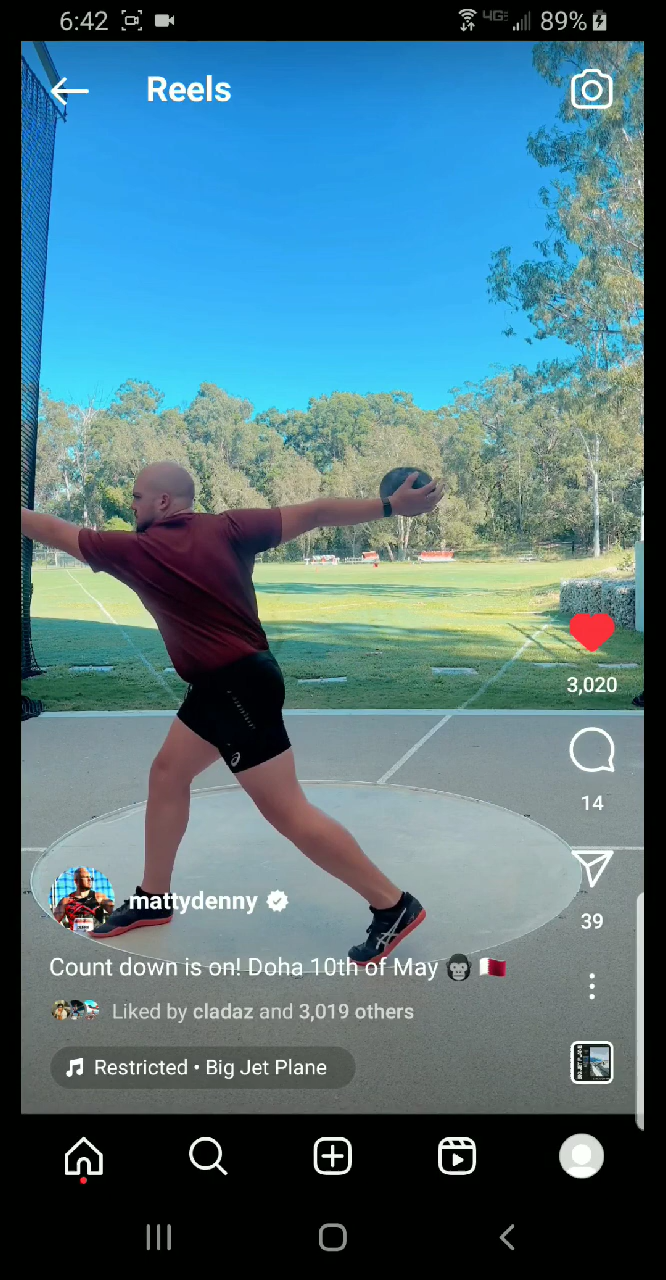 6:42
4GE 89%
Reels
3,020
14
mattydenny
39
Count down is on! Doha 10th of May 🦍 🇶🇦
Liked by cladaz and 3,019 others
Restricted • Big Jet Plane